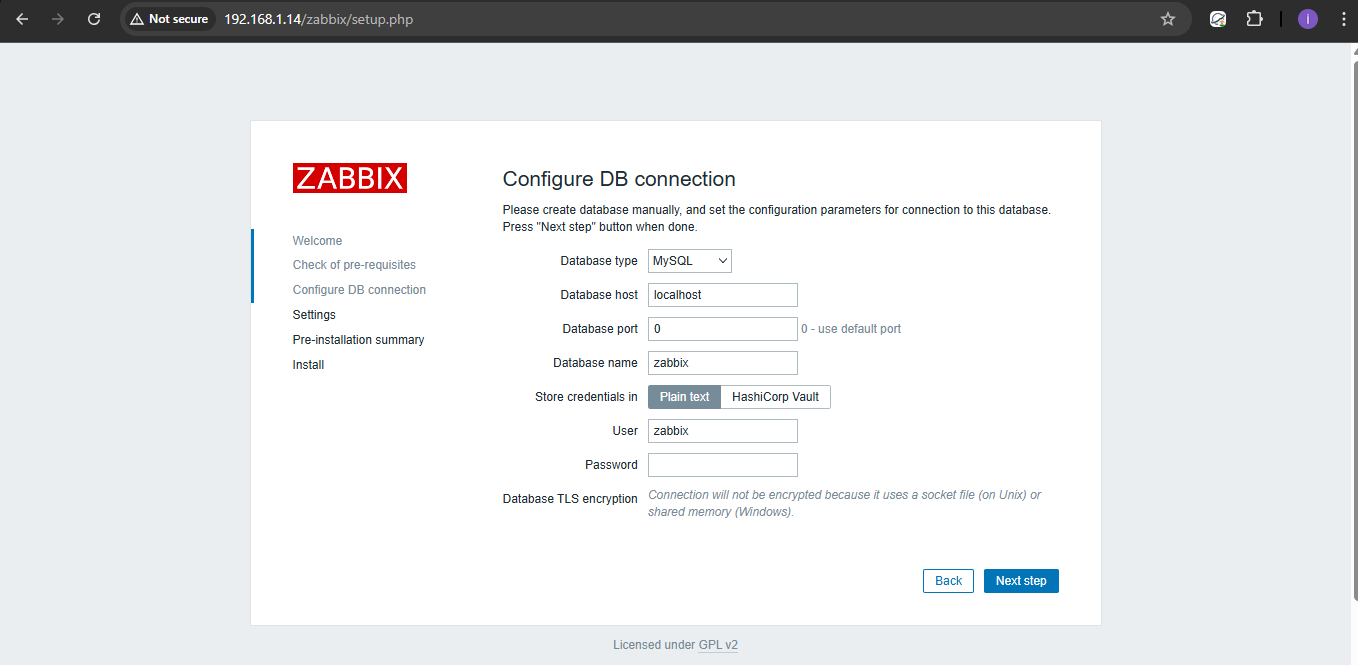 Not secure 192.168.1.14/zabbix/setup.php i
ZABBIX
Welcome
Check of pre-requisites
Configure DB connection
Settings
Pre-installation summary
Install
Configure DB connection
Please create database manually, and set the configuration parameters for connection to this database.
Press "Next step" button when done.
Database type MySQL
Database host localhost
Database port 0 0 - use default port
Database name zabbix
Store credentials in Plain text HashiCorp Vault
User zabbix
Password
Database TLS encryption Connection will not be encrypted because it uses a socket file (on Unix) or
shared memory (Windows).
Back Next step
Licensed under GPL v2